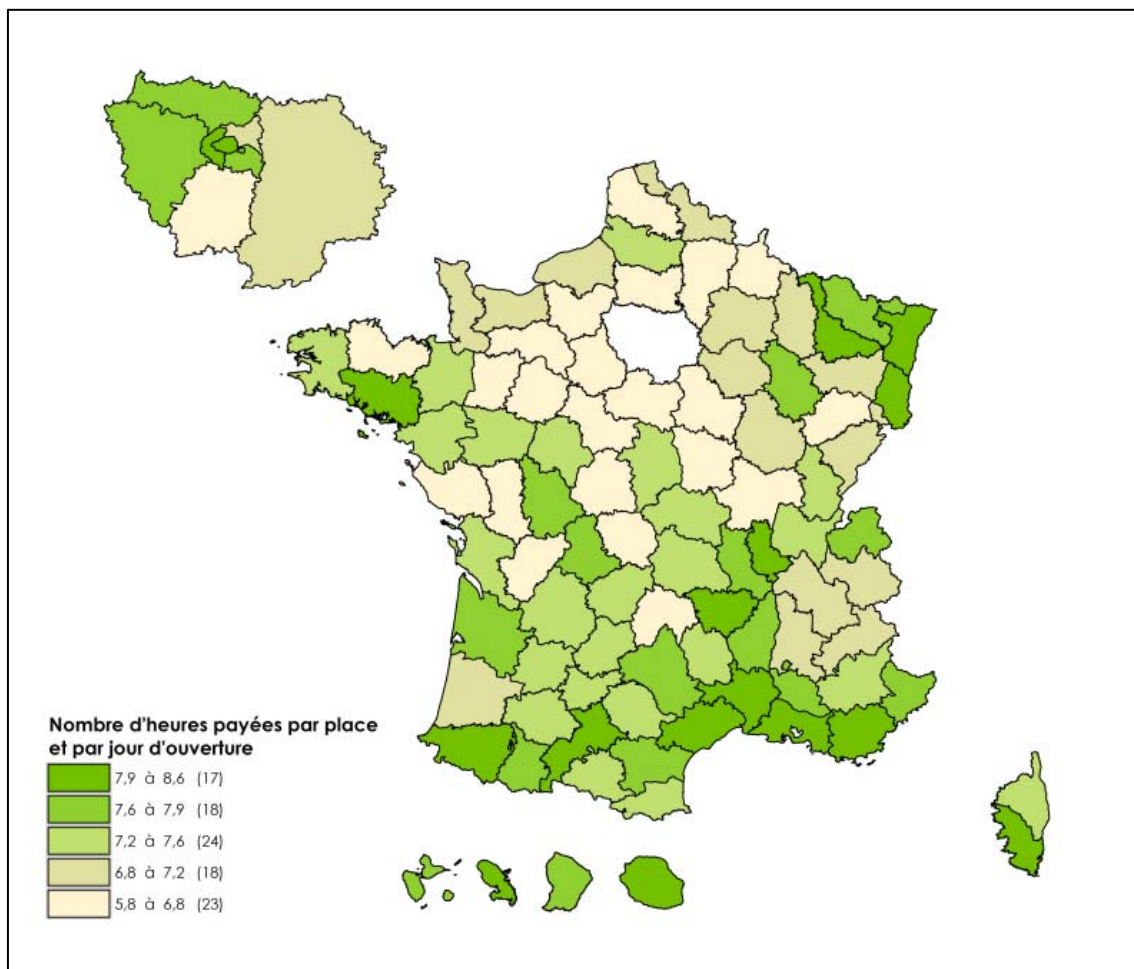 Nombre d'heures payées par place
et par jour d'ouverture
7,9 à 8,6 (17)
7,6 à 7,9 (18)
7,2 à 7,6 (24)
6,8 à 7,2 (18)
5,8 à 6,8 (23)